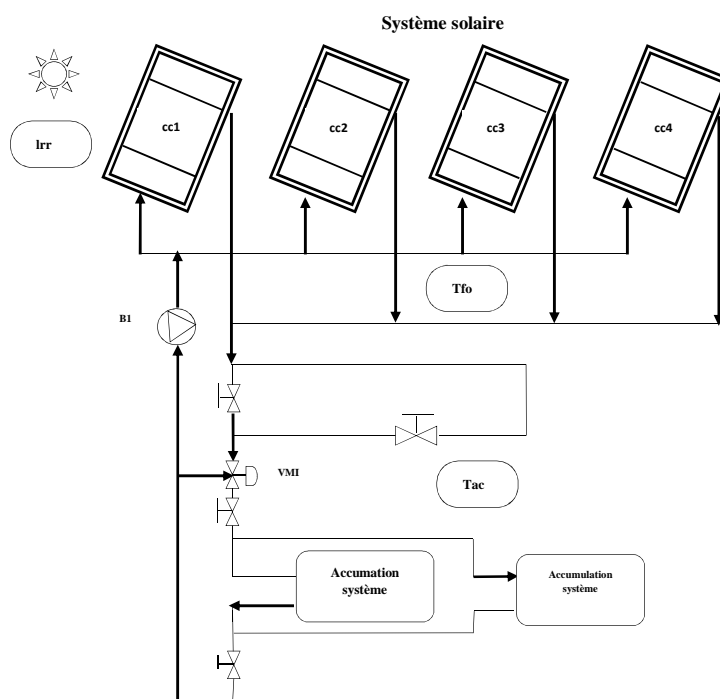 Système solaire
cc1
cc2
cc3
cc4
Irr
Tfo
B1
VMI
Tac
Accumation
système
Accumulation
système